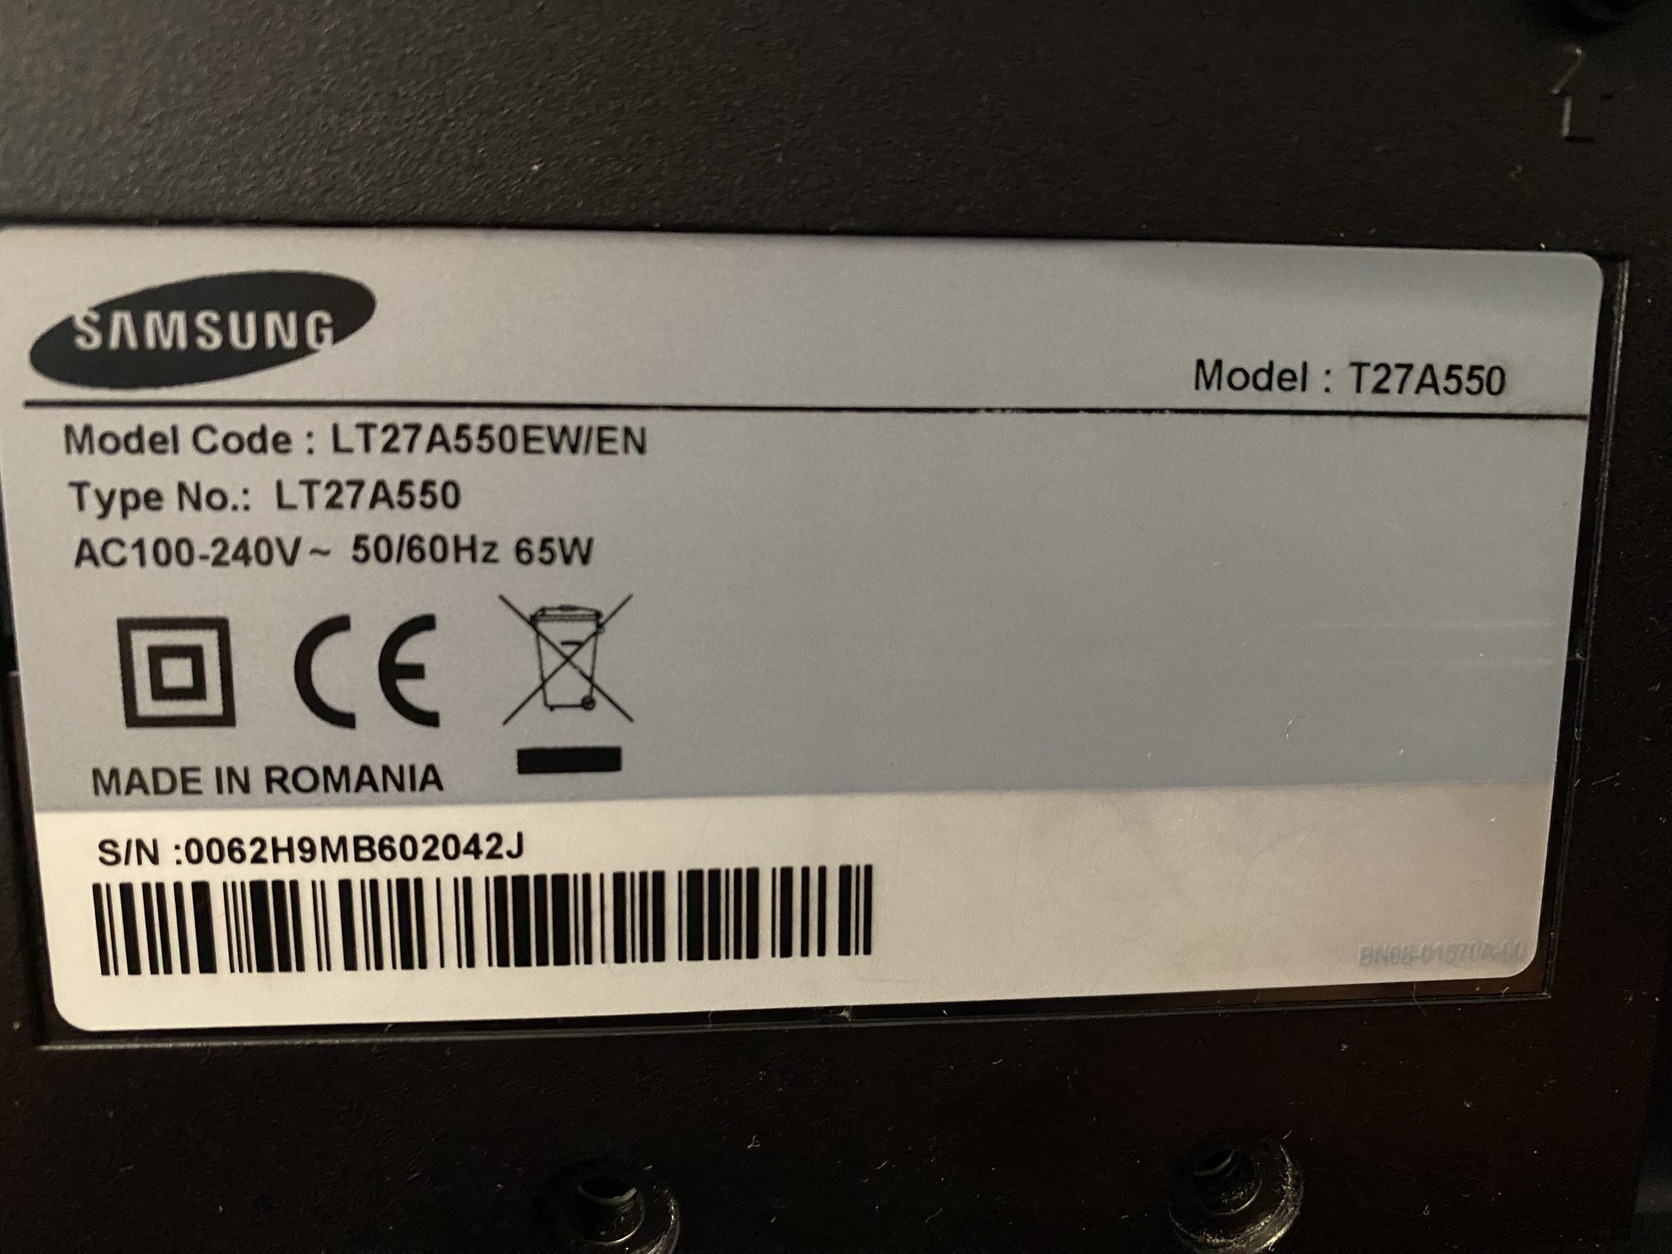 SAMSUNG
Model : T27A550
Model Code : LT27A550EW/EN
Type No.: LT27A550
AC100-240V~ 50/60Hz 65W
CE
MADE IN ROMANIA
S/N :0062H9MB602042J